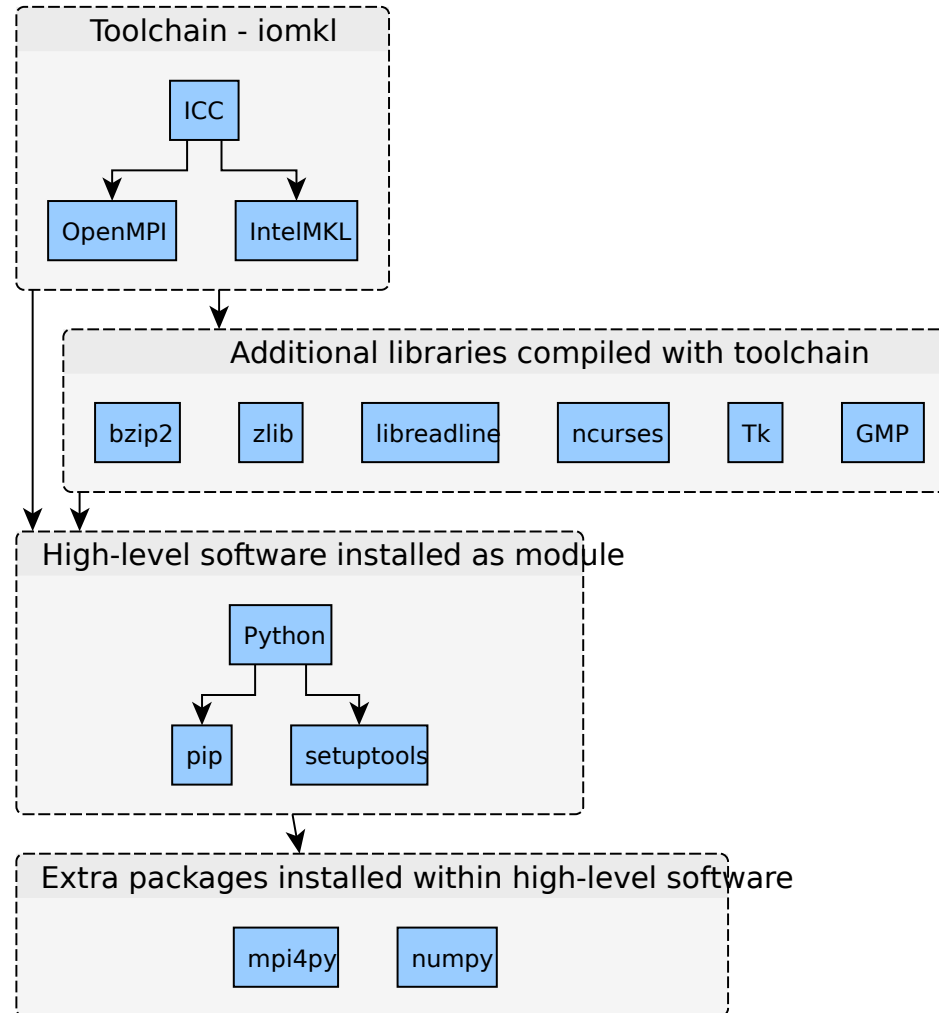 Toolchain - iomkl
ICC
OpenMPI
IntelMKL
Additional libraries compiled with toolchain
bzip2
zlib
libreadline
ncurses
Tk
GMP
High-level software installed as module
Python
pip
setuptools
Extra packages installed within high-level software
mpi4py
numpy